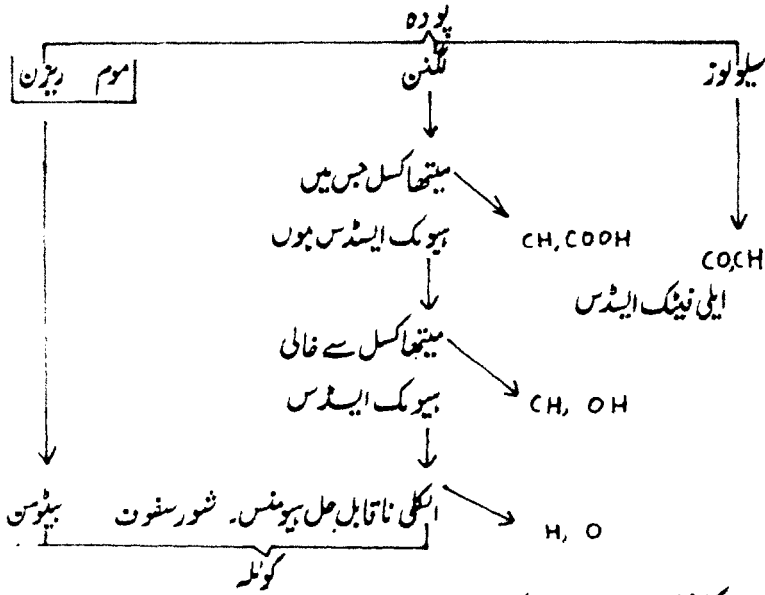 پودہ
سیلولوز لگنن موم ریزن
میتھاکسل جس میں
ہیومک ایسڈس ہوں
CH, COOH
CO,CH
ایلی فیٹک ایسڈس
میتھاکسل سے خالی
ہیومک ایسڈس
CH, OH
الکلی ناقابل حل ہیومنس۔ شور سفوت بیٹومن
H, O
کوئلہ